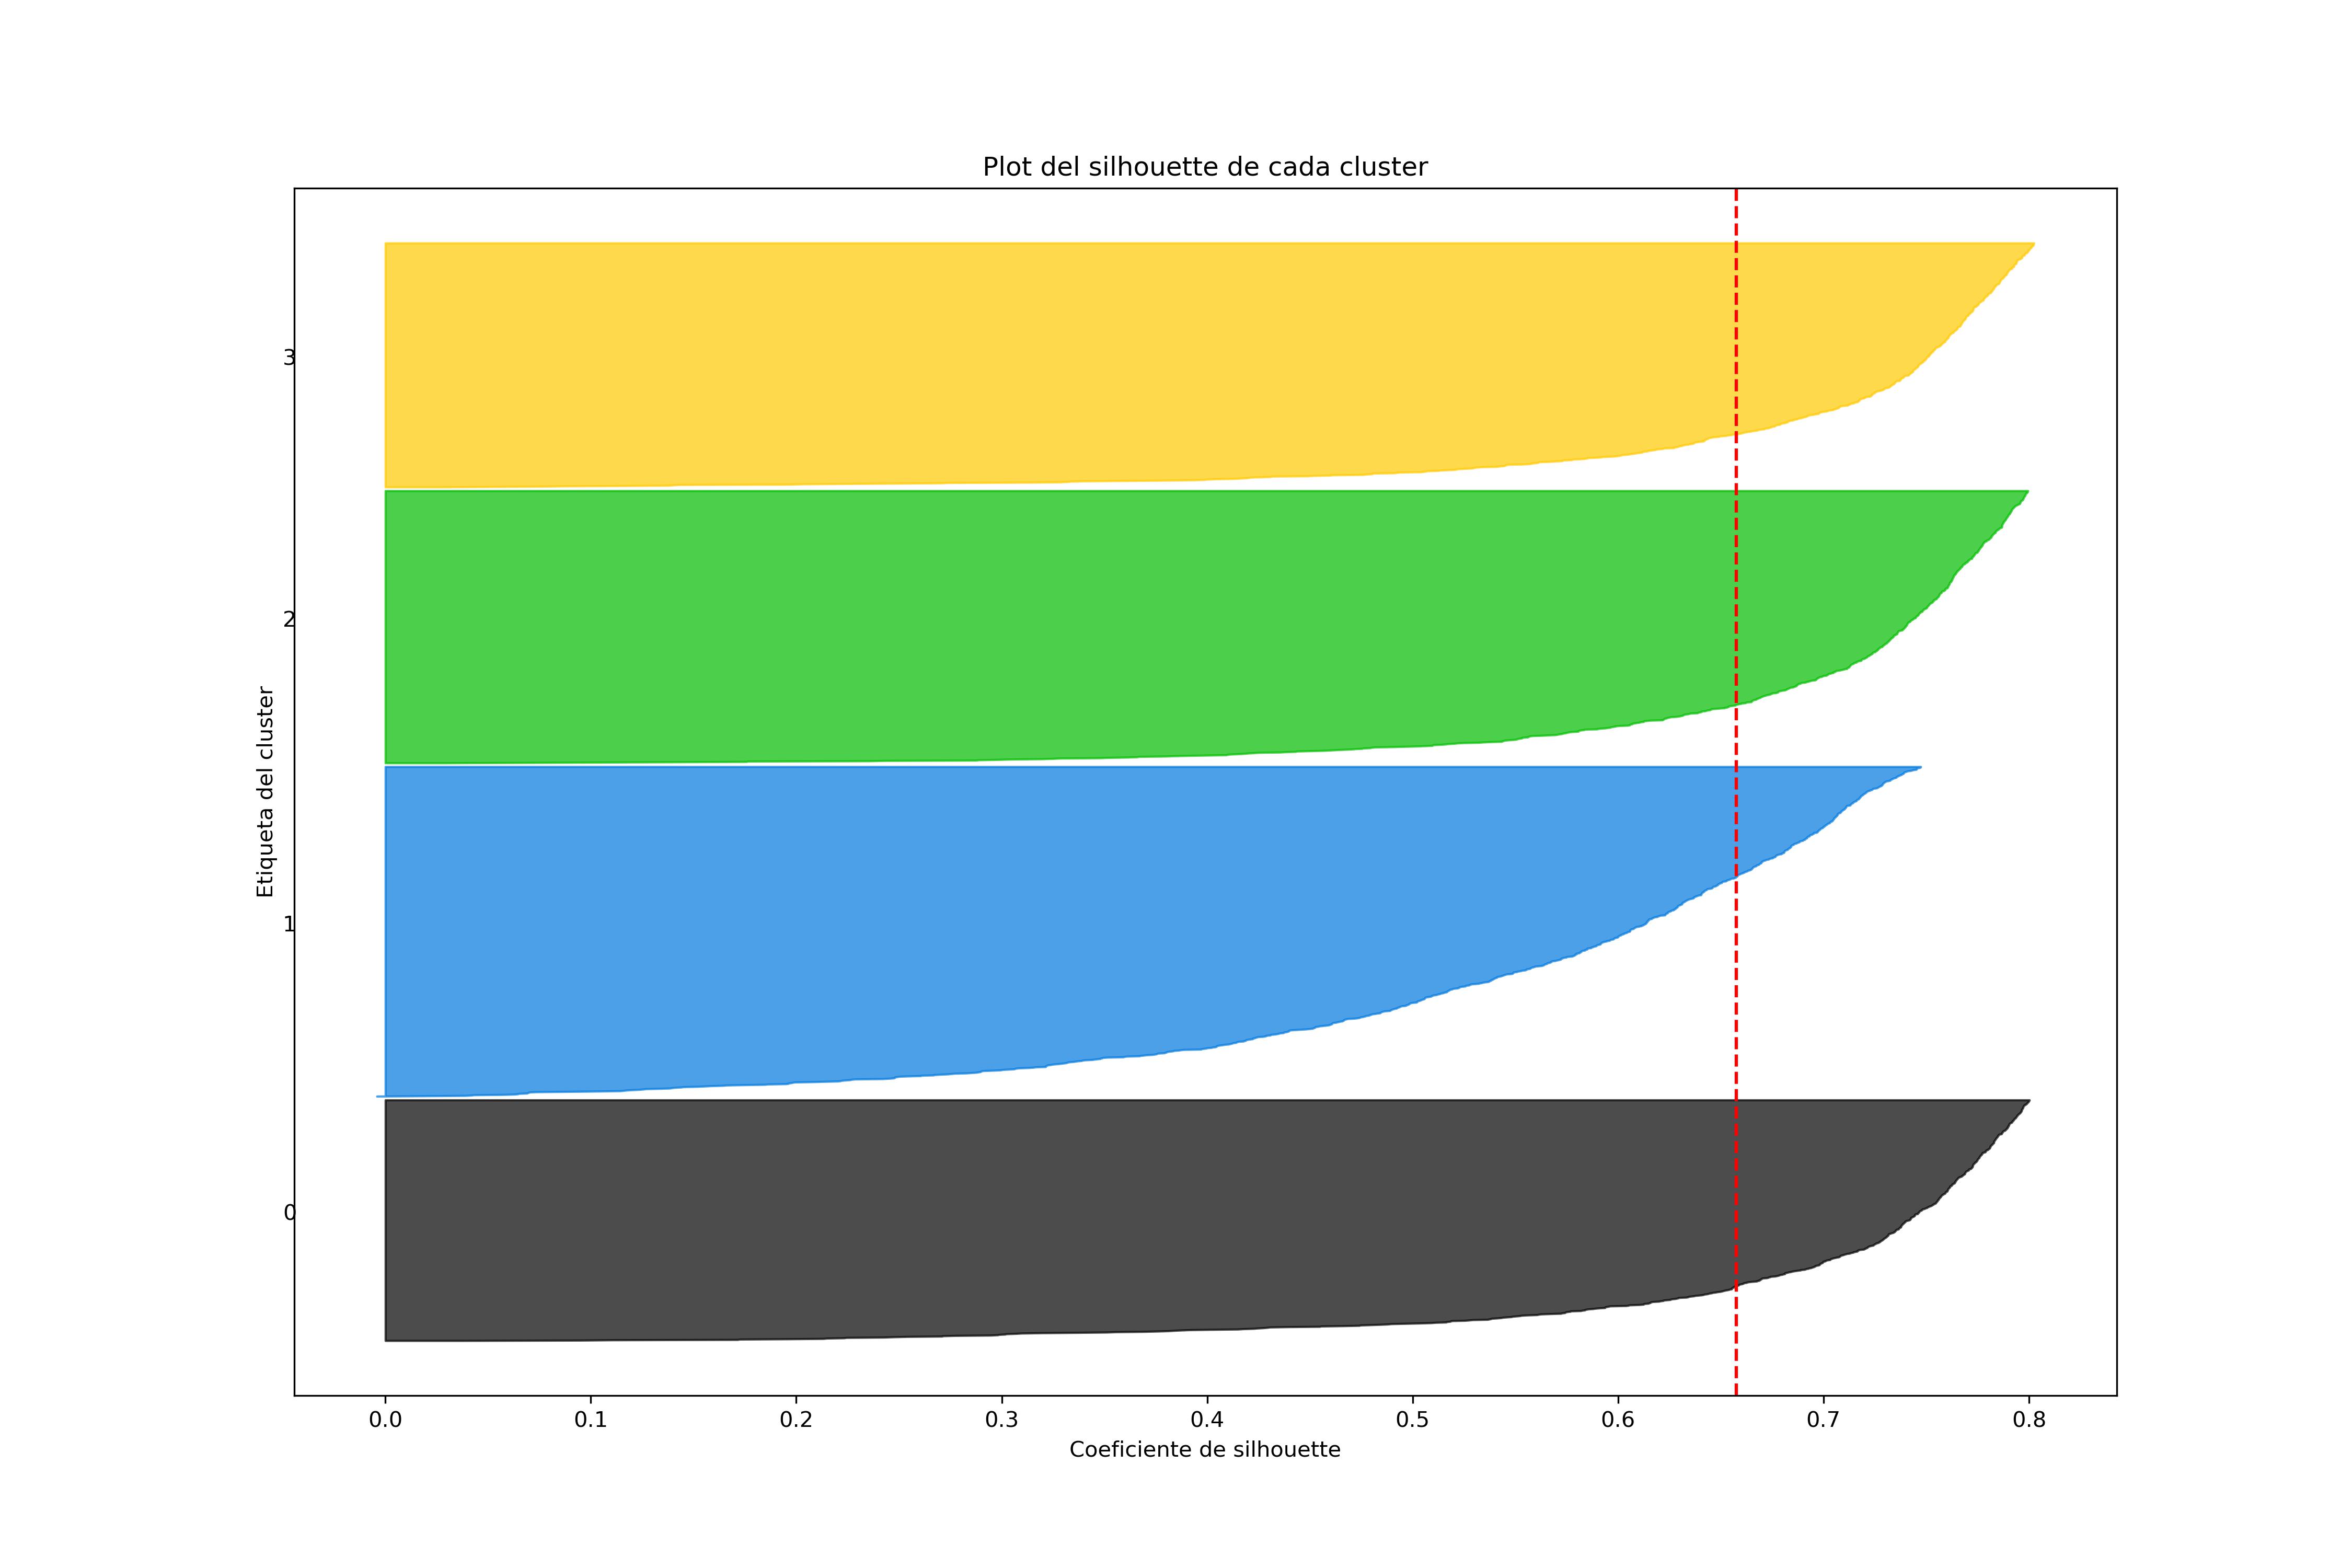 Plot del silhouette de cada cluster
3
2
1
0
Etiqueta del cluster
0.0 0.1 0.2 0.3 0.4 0.5 0.6 0.7 0.8
Coeficiente de silhouette